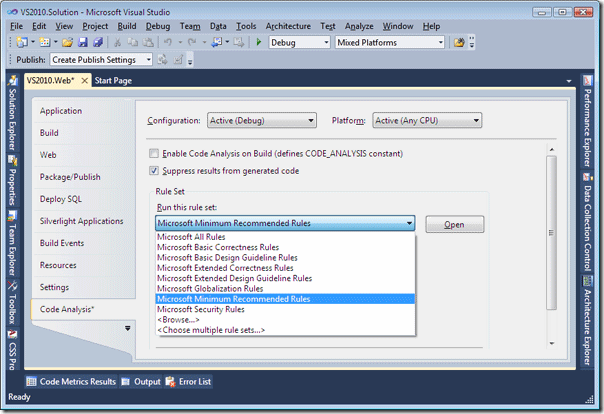 VS2010.Solution - Microsoft Visual Studio
File Edit View Project Build Debug Team Data Tools Architecture Test Analyze Window Help
Debug Mixed Platforms
Publish: Create Publish Settings
VS2010.Web* Start Page
Solution Explorer
Properties
Team Explorer
Toolbox
CSS Pro
Application
Build
Web
Package/Publish
Deploy SQL
Silverlight Applications
Build Events
Resources
Settings
Code Analysis*
Configuration: Active (Debug) Platform: Active (Any CPU)
Enable Code Analysis on Build (defines CODE_ANALYSIS constant)
Suppress results from generated code
Rule Set
Run this rule set:
Microsoft Minimum Recommended Rules Open
Microsoft All Rules
Microsoft Basic Correctness Rules
Microsoft Basic Design Guideline Rules
Microsoft Extended Correctness Rules
Microsoft Extended Design Guideline Rules
Microsoft Globalization Rules
Microsoft Minimum Recommended Rules
Microsoft Security Rules
<Browse...>
<Choose multiple rule sets...>
Performance Explorer
Data Collection Control
Architecture Explorer
Code Metrics Results Output Error List
Ready